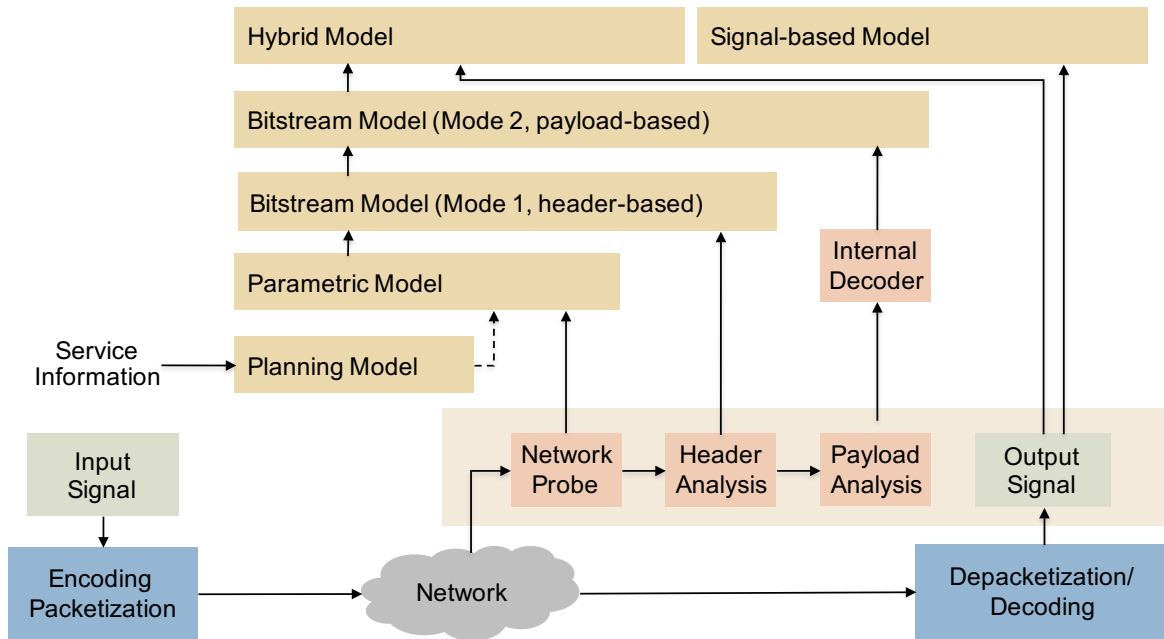 Hybrid Model
Signal-based Model
Bitstream Model (Mode 2, payload-based)
Bitstream Model (Mode 1, header-based)
Internal
Decoder
Parametric Model
Service
Information
Planning Model
Input
Signal
Network
Probe
Header
Analysis
Payload
Analysis
Output
Signal
Encoding
Packetization
Network
Depacketization/
Decoding